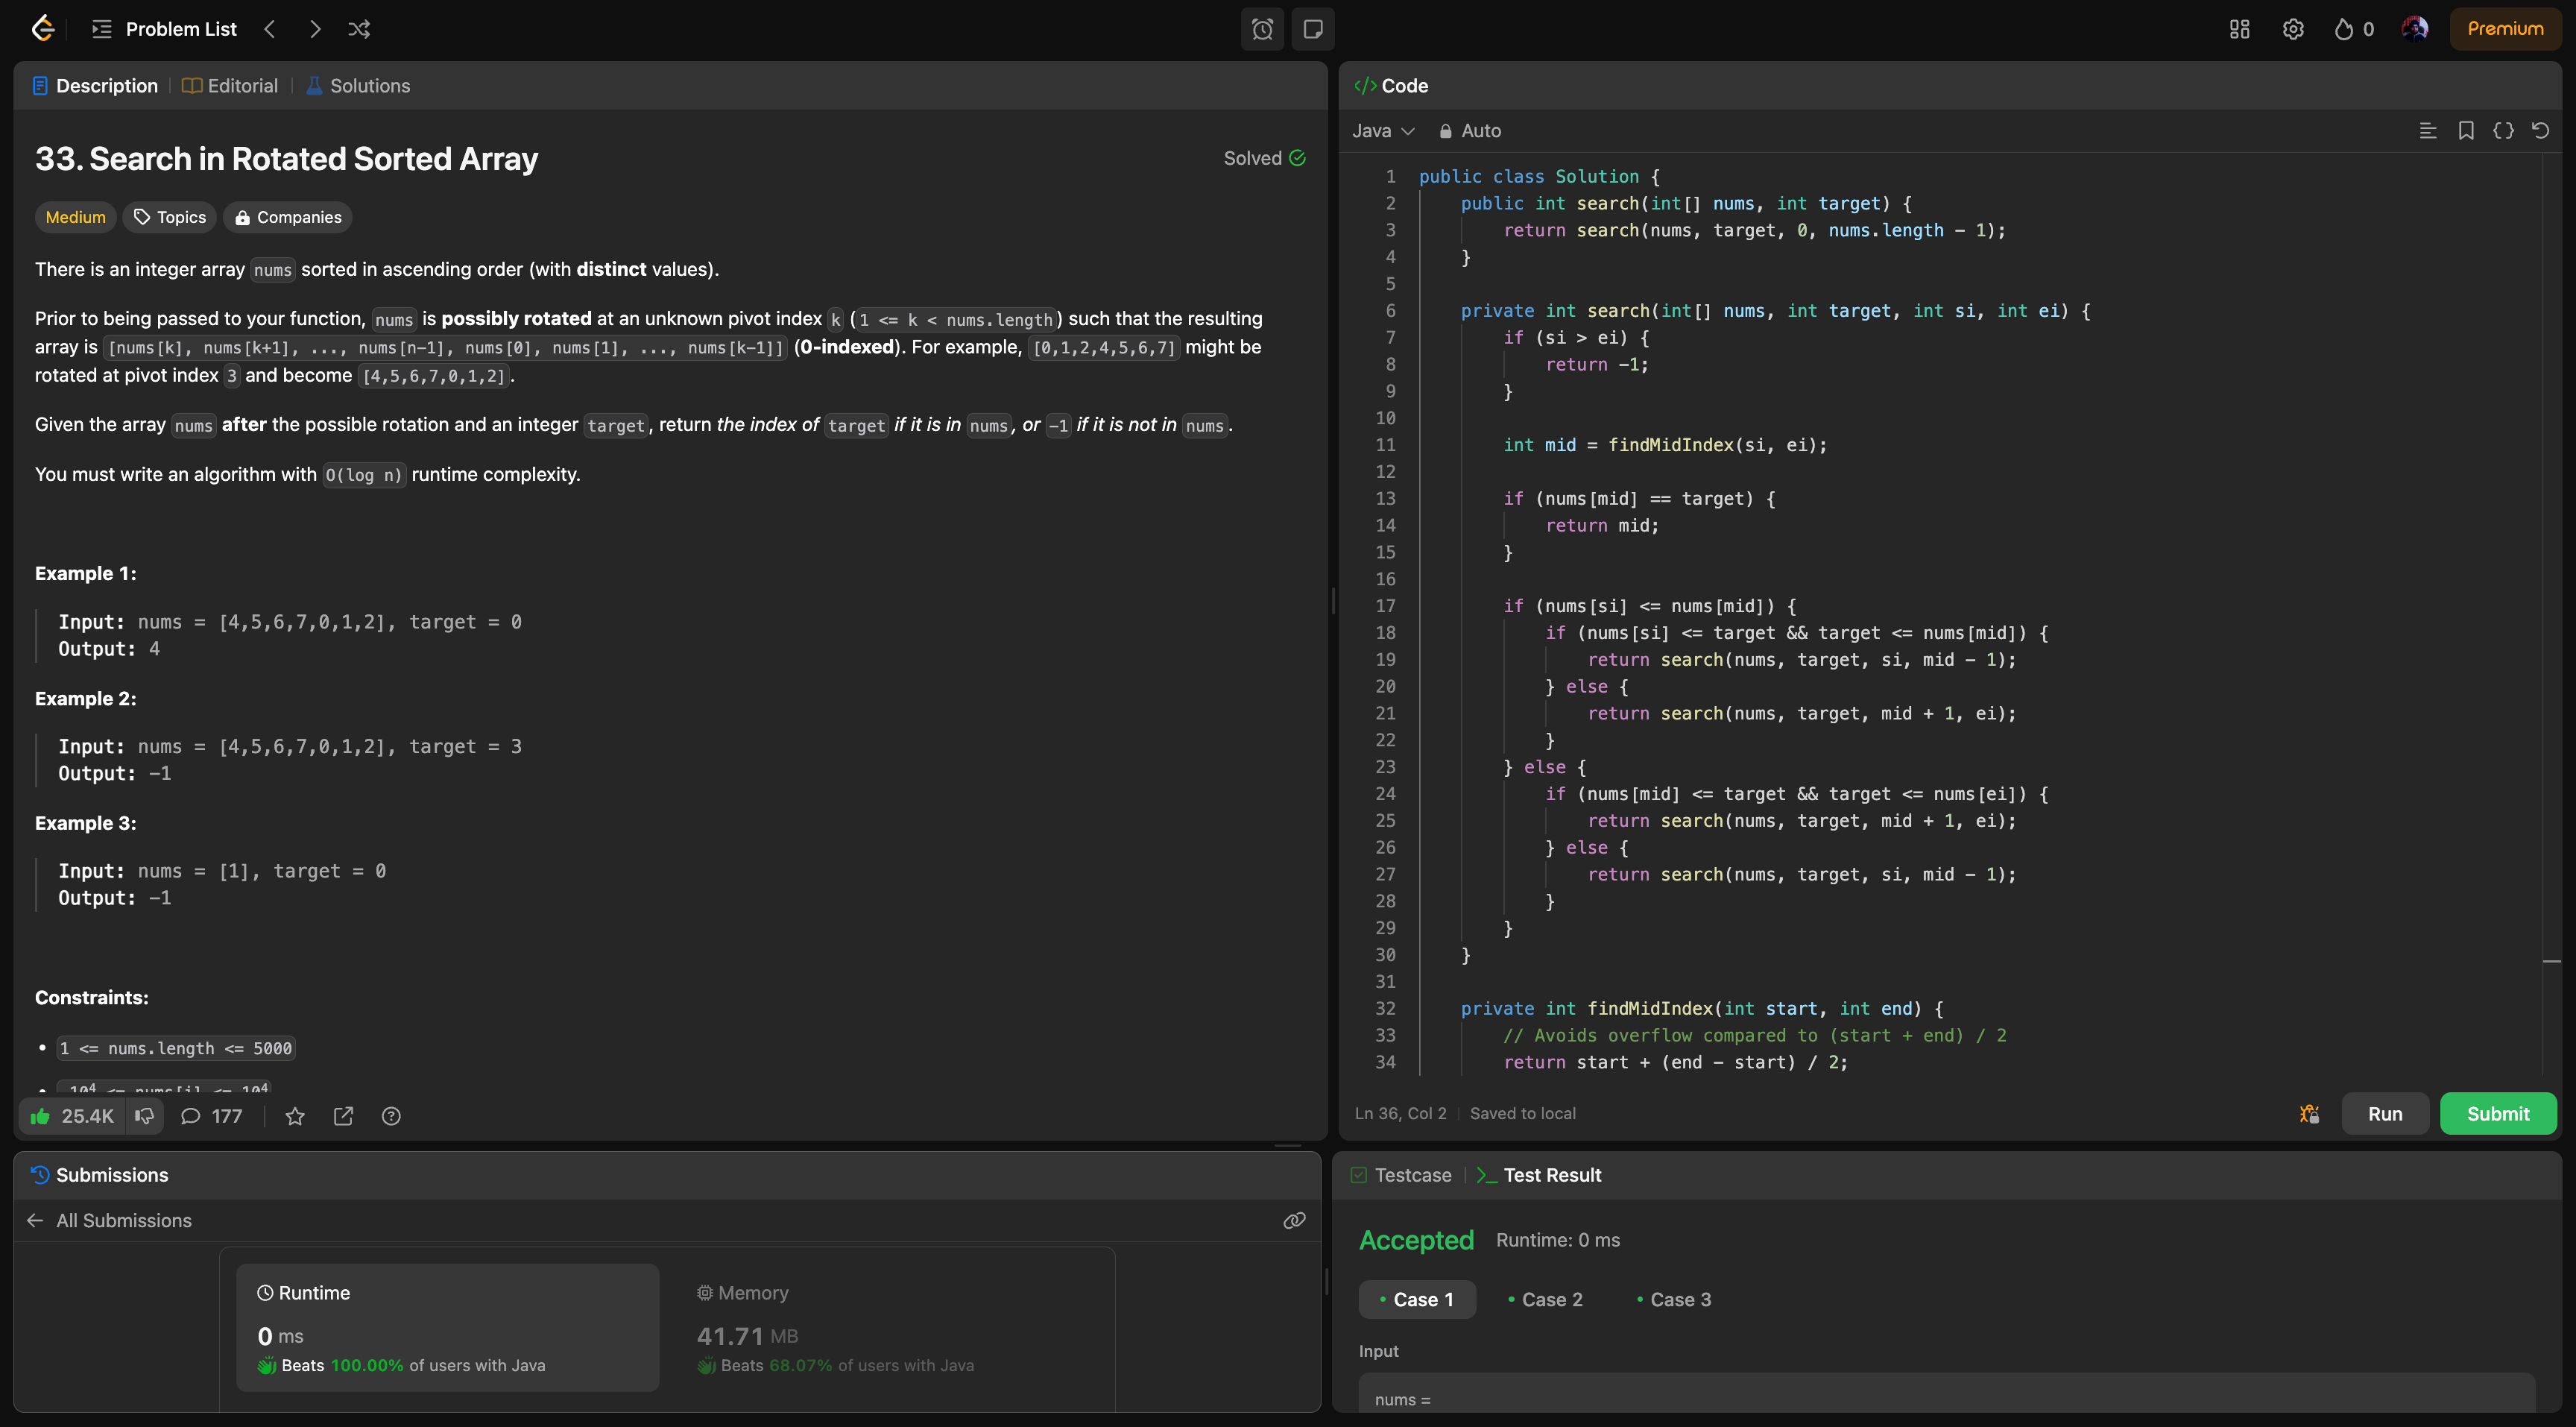 Problem List
0
Premium
Description
Editorial
Solutions
33. Search in Rotated Sorted Array
Solved
Medium
Topics
Companies
There is an integer array nums sorted in ascending order (with distinct values).
Prior to being passed to your function, nums is possibly rotated at an unknown pivot index k (1 <= k < nums.length) such that the resulting
array is [nums[k], nums[k+1], ..., nums[n-1], nums[0], nums[1], ..., nums[k-1]] (0-indexed). For example, [0,1,2,4,5,6,7] might be
rotated at pivot index 3 and become [4,5,6,7,0,1,2].
Given the array nums after the possible rotation and an integer target, return the index of target if it is in nums, or -1 if it is not in nums.
You must write an algorithm with O(log n) runtime complexity.
Example 1:
Input: nums = [4,5,6,7,0,1,2], target = 0
Output: 4
Example 2:
Input: nums = [4,5,6,7,0,1,2], target = 3
Output: -1
Example 3:
Input: nums = [1], target = 0
Output: -1
Constraints:
• 1 <= nums.length <= 5000
• -10⁴ <= nums[i] <= 10⁴
25.4K
177
Code
Java
Auto
1 public class Solution {
2 public int search(int[] nums, int target) {
3 return search(nums, target, 0, nums.length - 1);
4 }
5
6 private int search(int[] nums, int target, int si, int ei) {
7 if (si > ei) {
8 return -1;
9 }
10
11 int mid = findMidIndex(si, ei);
12
13 if (nums[mid] == target) {
14 return mid;
15 }
16
17 if (nums[si] <= nums[mid]) {
18 if (nums[si] <= target && target <= nums[mid]) {
19 return search(nums, target, si, mid - 1);
20 } else {
21 return search(nums, target, mid + 1, ei);
22 }
23 } else {
24 if (nums[mid] <= target && target <= nums[ei]) {
25 return search(nums, target, mid + 1, ei);
26 } else {
27 return search(nums, target, si, mid - 1);
28 }
29 }
30 }
31
32 private int findMidIndex(int start, int end) {
33 // Avoids overflow compared to (start + end) / 2
34 return start + (end - start) / 2;
Ln 36, Col 2
Saved to local
Run
Submit
Submissions
All Submissions
Runtime
0 ms
Beats 100.00% of users with Java
Memory
41.71 MB
Beats 68.07% of users with Java
Testcase
Test Result
Accepted
Runtime: 0 ms
• Case 1
• Case 2
• Case 3
Input
nums =